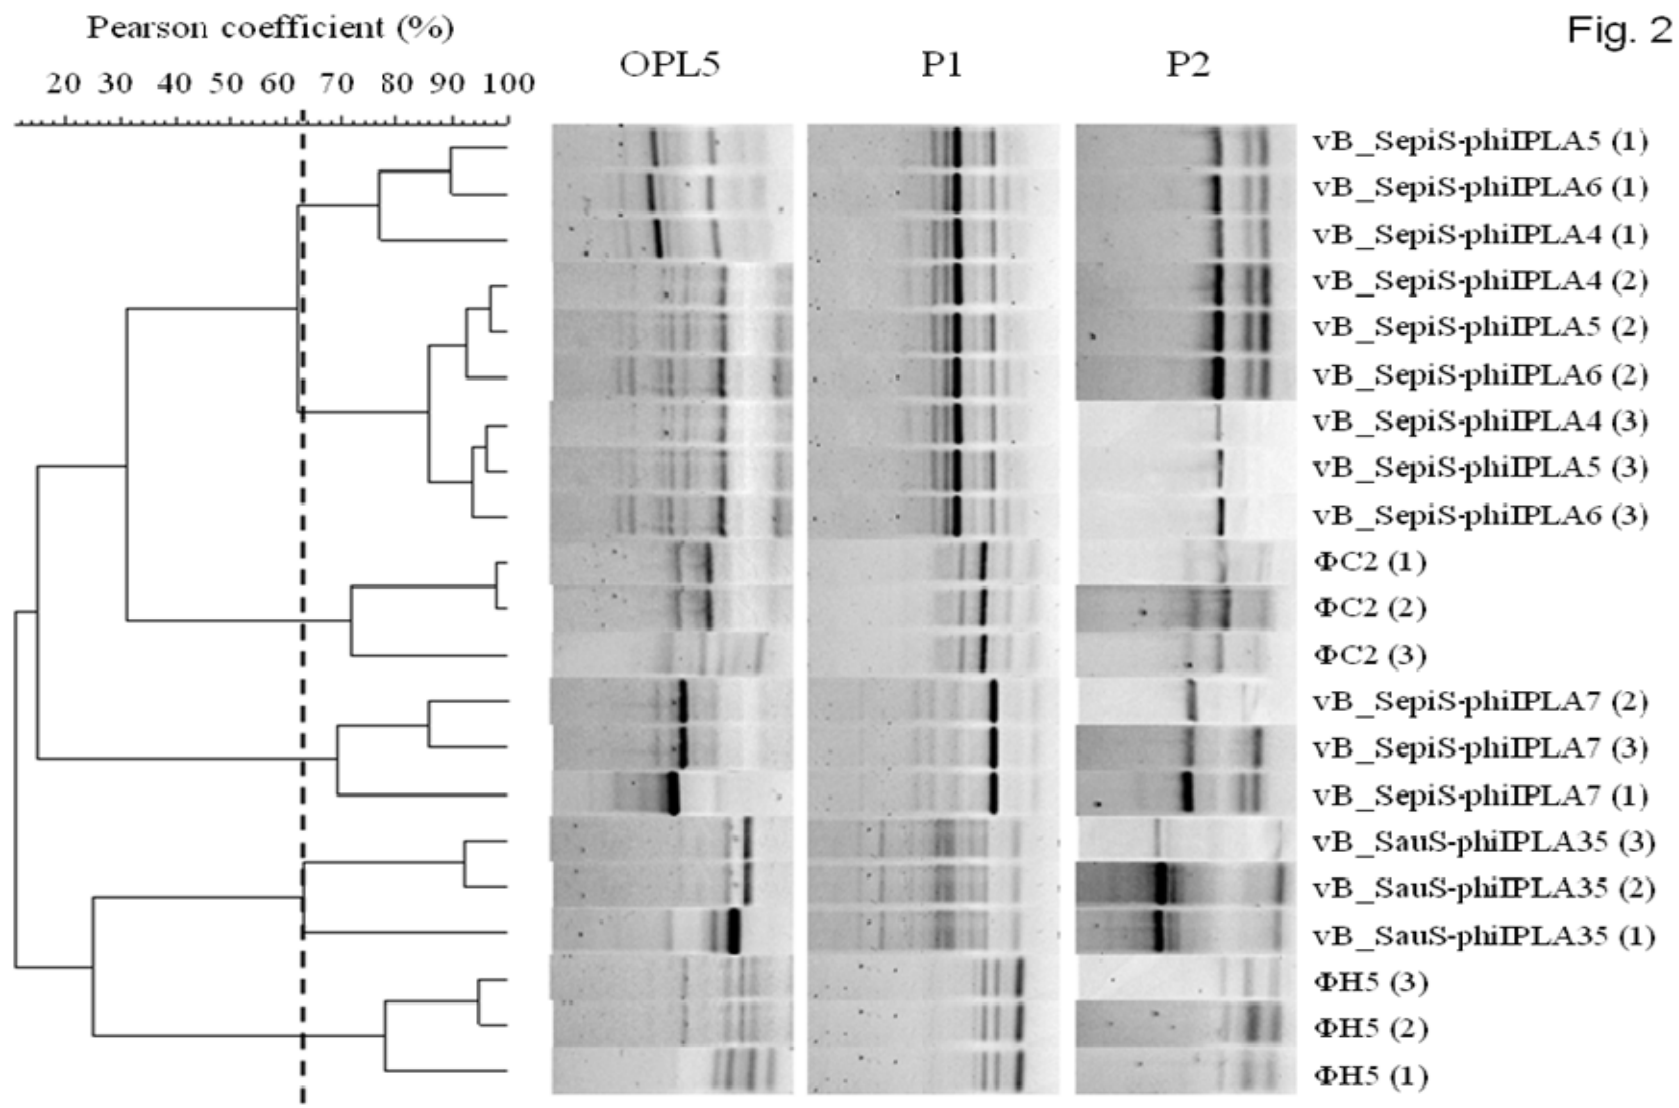 Pearson coefficient (%)
Fig. 2
OPL5 P1 P2
20 30 40 50 60 70 80 90 100
vB_SepiS-phiIPLA5 (1)
vB_SepiS-phiIPLA6 (1)
vB_SepiS-phiIPLA4 (1)
vB_SepiS-phiIPLA4 (2)
vB_SepiS-phiIPLA5 (2)
vB_SepiS-phiIPLA6 (2)
vB_SepiS-phiIPLA4 (3)
vB_SepiS-phiIPLA5 (3)
vB_SepiS-phiIPLA6 (3)
ΦC2 (1)
ΦC2 (2)
ΦC2 (3)
vB_SepiS-phiIPLA7 (2)
vB_SepiS-phiIPLA7 (3)
vB_SepiS-phiIPLA7 (1)
vB_SauS-phiIPLA35 (3)
vB_SauS-phiIPLA35 (2)
vB_SauS-phiIPLA35 (1)
ΦH5 (3)
ΦH5 (2)
ΦH5 (1)